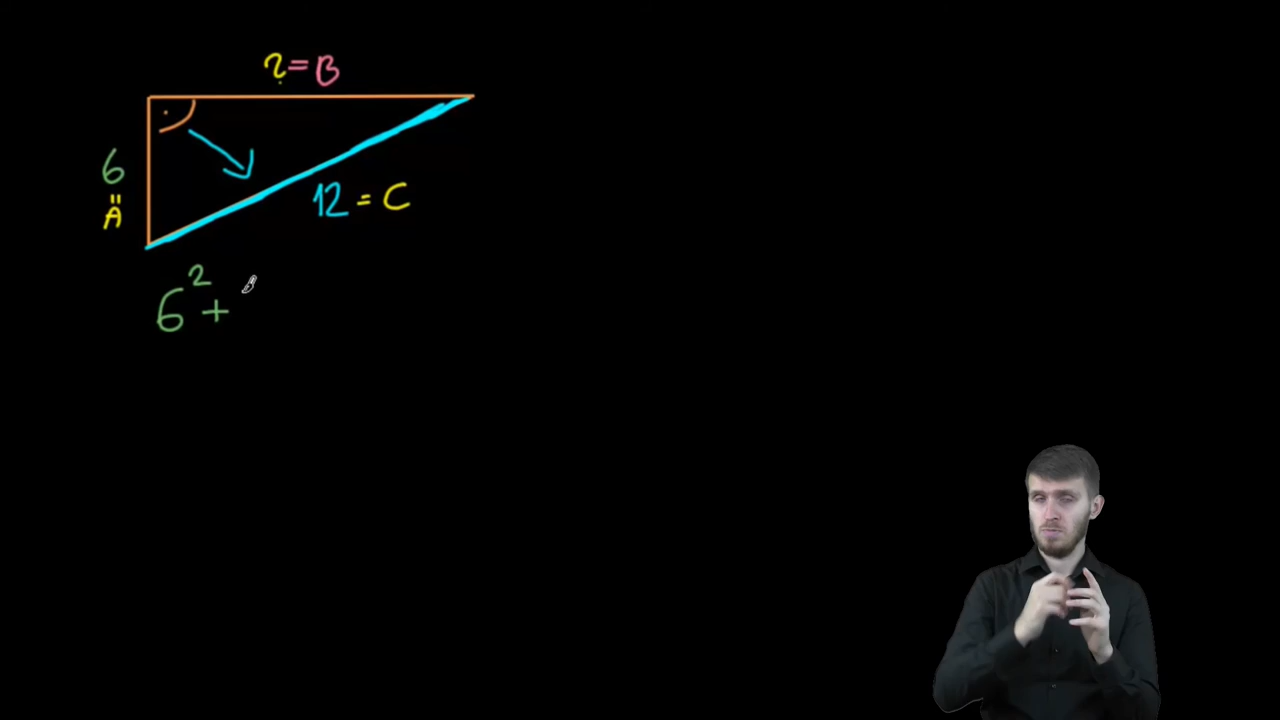 ? = B
6
=
A
12 = C
6² +